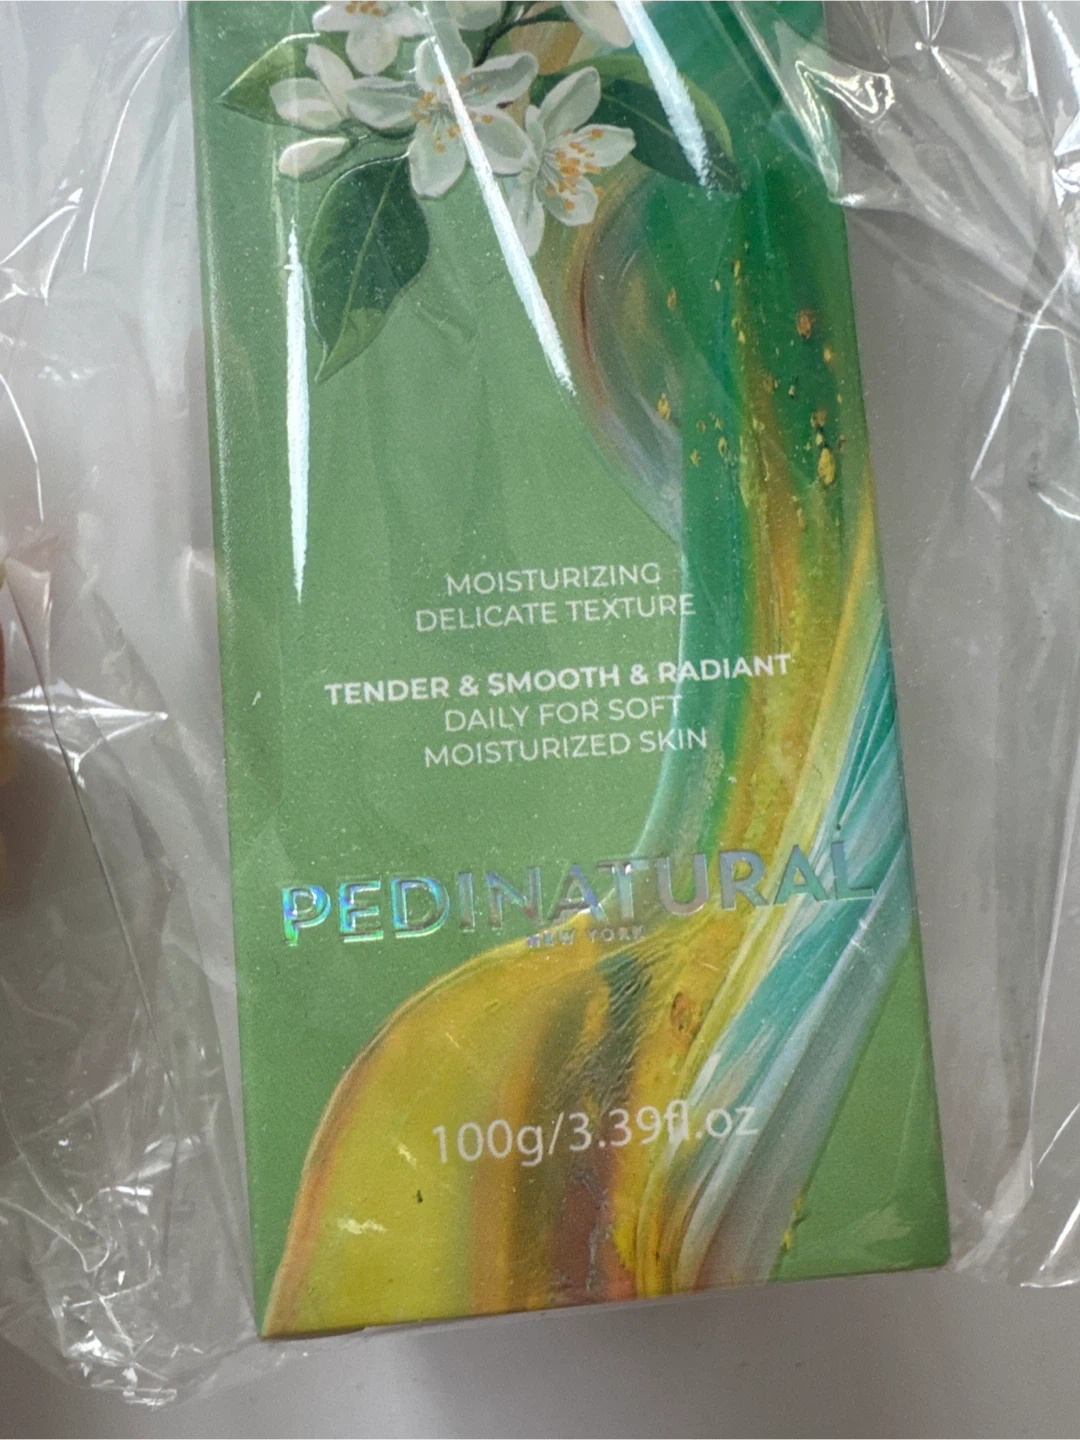 MOISTURIZING
DELICATE TEXTURE
TENDER & SMOOTH & RADIANT
DAILY FOR SOFT
MOISTURIZED SKIN
PEDINATURAL
NEW YORK
100g/3.39fl.oz